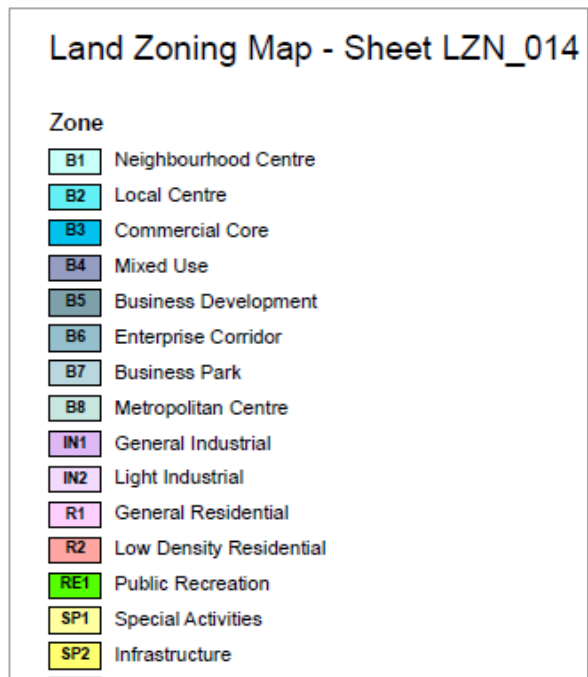 Land Zoning Map - Sheet LZN_014
Zone
B1 Neighbourhood Centre
B2 Local Centre
B3 Commercial Core
B4 Mixed Use
B5 Business Development
B6 Enterprise Corridor
B7 Business Park
B8 Metropolitan Centre
IN1 General Industrial
IN2 Light Industrial
R1 General Residential
R2 Low Density Residential
RE1 Public Recreation
SP1 Special Activities
SP2 Infrastructure